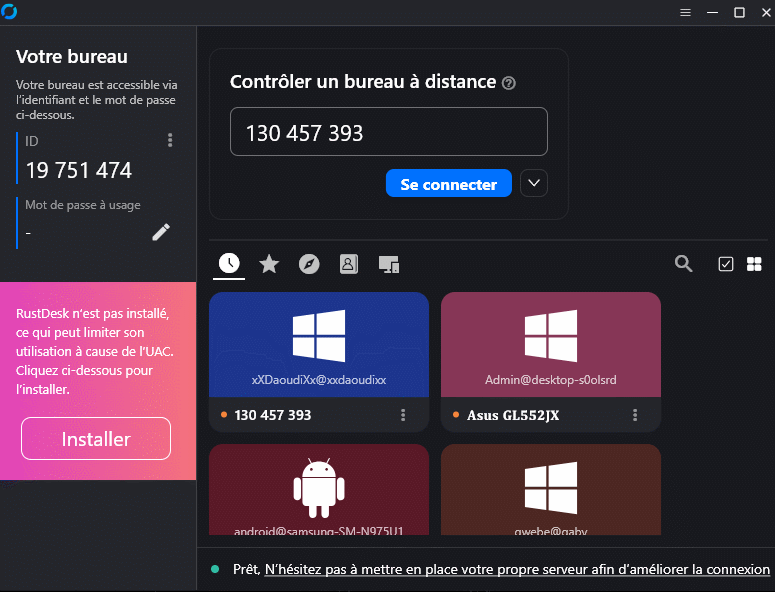 Votre bureau
Votre bureau est accessible via
l'identifiant et le mot de passe
ci-dessous.
ID
19 751 474
Mot de passe à usage
-
RustDesk n'est pas installé,
ce qui peut limiter son
utilisation à cause de l'UAC.
Cliquez ci-dessous pour
l'installer.
Installer
Contrôler un bureau à distance
130 457 393
Se connecter
xXDaoudiXx@xxdaoudixx
130 457 393
Admin@desktop-s0olsrd
Asus GL552JX
android@samsung-SM-N975U1
gwebe@gaby
Prêt, N'hésitez pas à mettre en place votre propre serveur afin d'améliorer la connexion